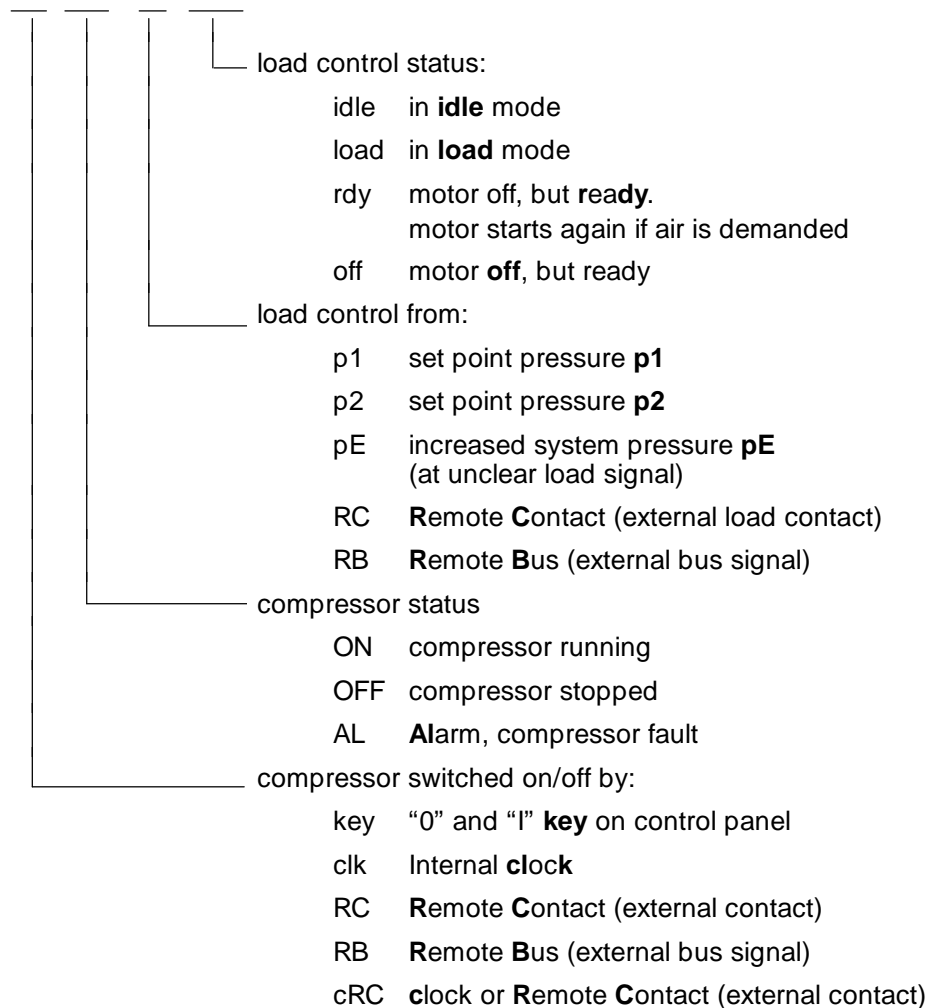 load control status:
idle in idle mode
load in load mode
rdy motor off, but ready.
motor starts again if air is demanded
off motor off, but ready
load control from:
p1 set point pressure p1
p2 set point pressure p2
pE increased system pressure pE
(at unclear load signal)
RC Remote Contact (external load contact)
RB Remote Bus (external bus signal)
compressor status
ON compressor running
OFF compressor stopped
AL Alarm, compressor fault
compressor switched on/off by:
key “0” and “I” key on control panel
clk Internal clock
RC Remote Contact (external contact)
RB Remote Bus (external bus signal)
cRC clock or Remote Contact (external contact)